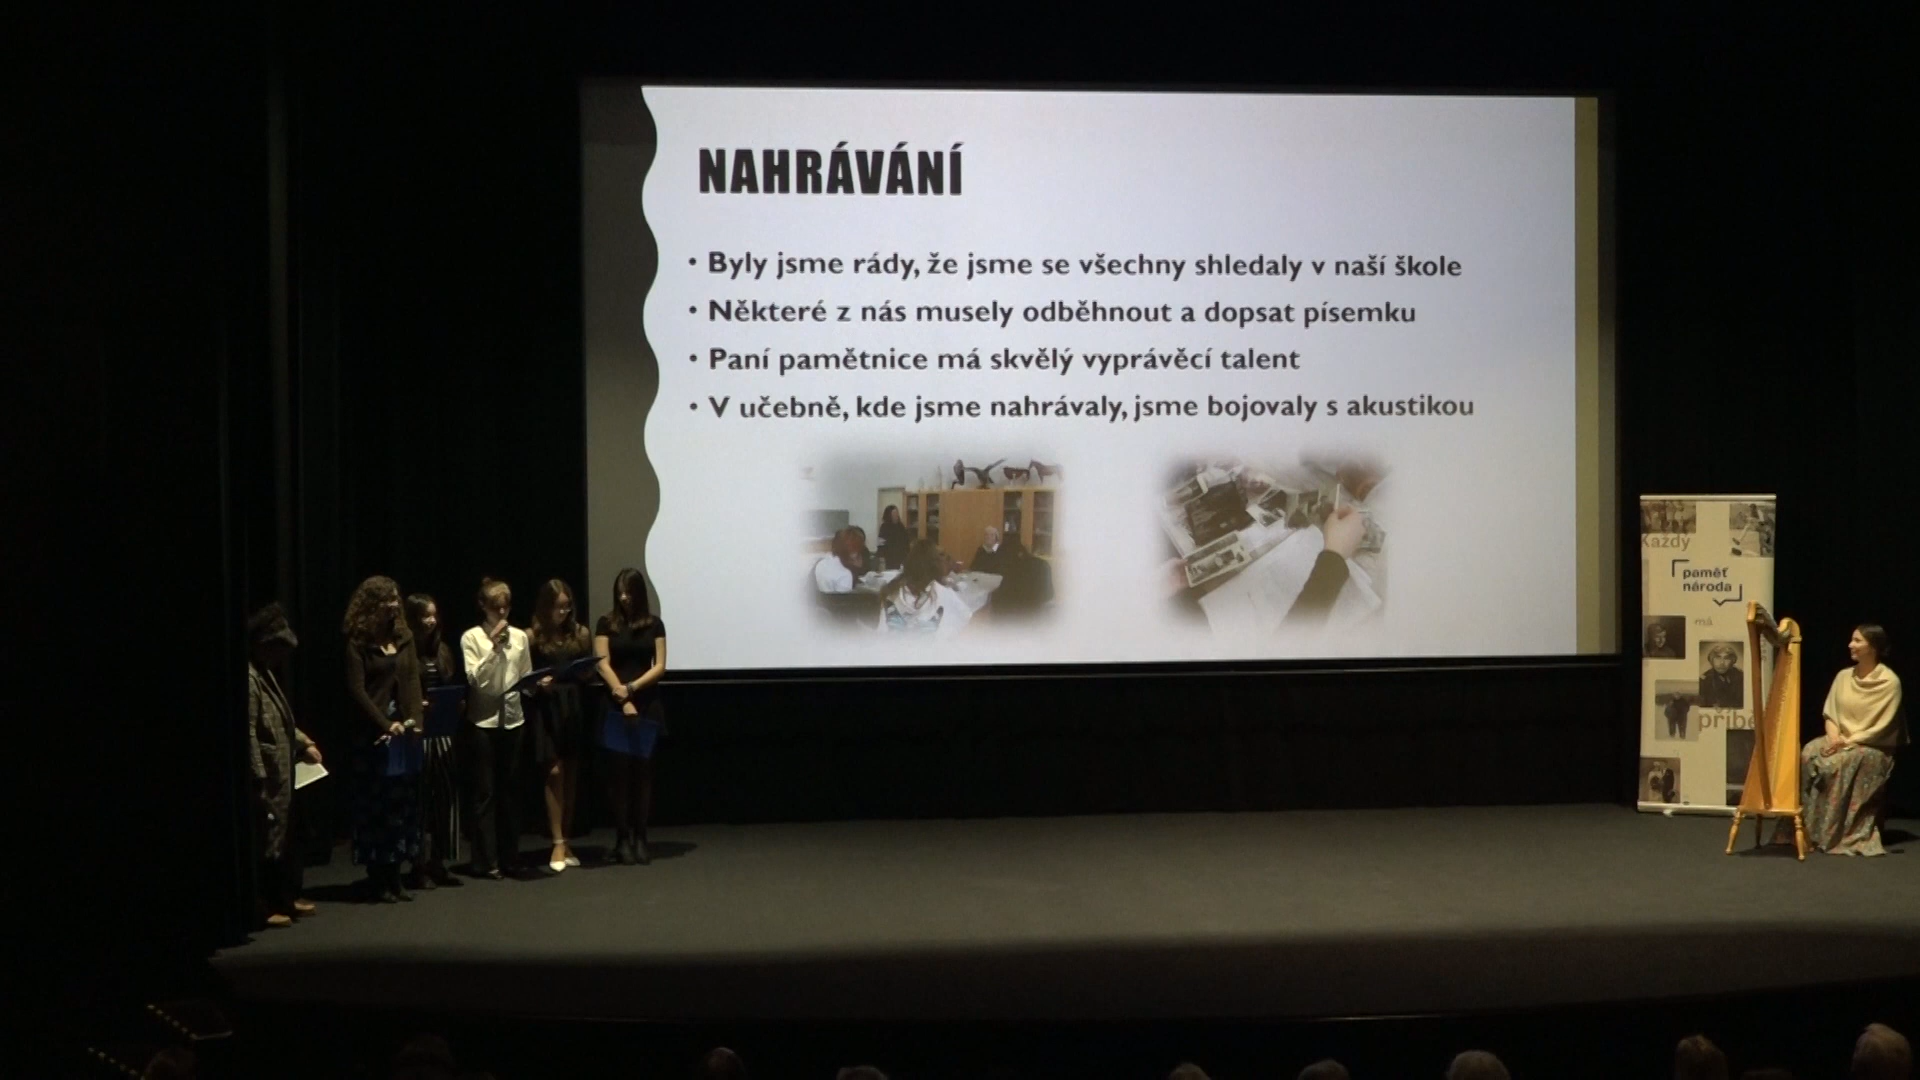 NAHRÁVÁNÍ
• Byly jsme rády, že jsme se všechny shledaly v naší škole
• Některé z nás musely odběhnout a dopsat písemku
• Paní pamětnice má skvělý vyprávěcí talent
• V učebně, kde jsme nahrávaly, jsme bojovaly s akustikou
Každý
paměť
národa
má
příbě